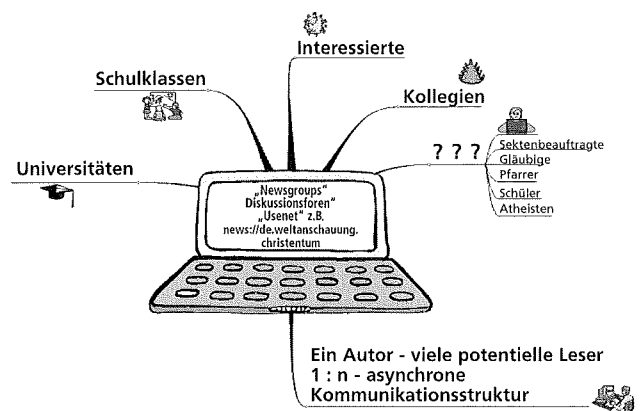 Interessierte
Schulklassen
Kollegien
? ? ?
Sektenbeauftragte
Gläubige
Pfarrer
Schüler
Atheisten
Universitäten
„Newsgroups“
Diskussionsforen“
„Usenet“ z.B.
news://de.weltanschauung.
christentum
Ein Autor - viele potentielle Leser
1 : n - asynchrone
Kommunikationsstruktur